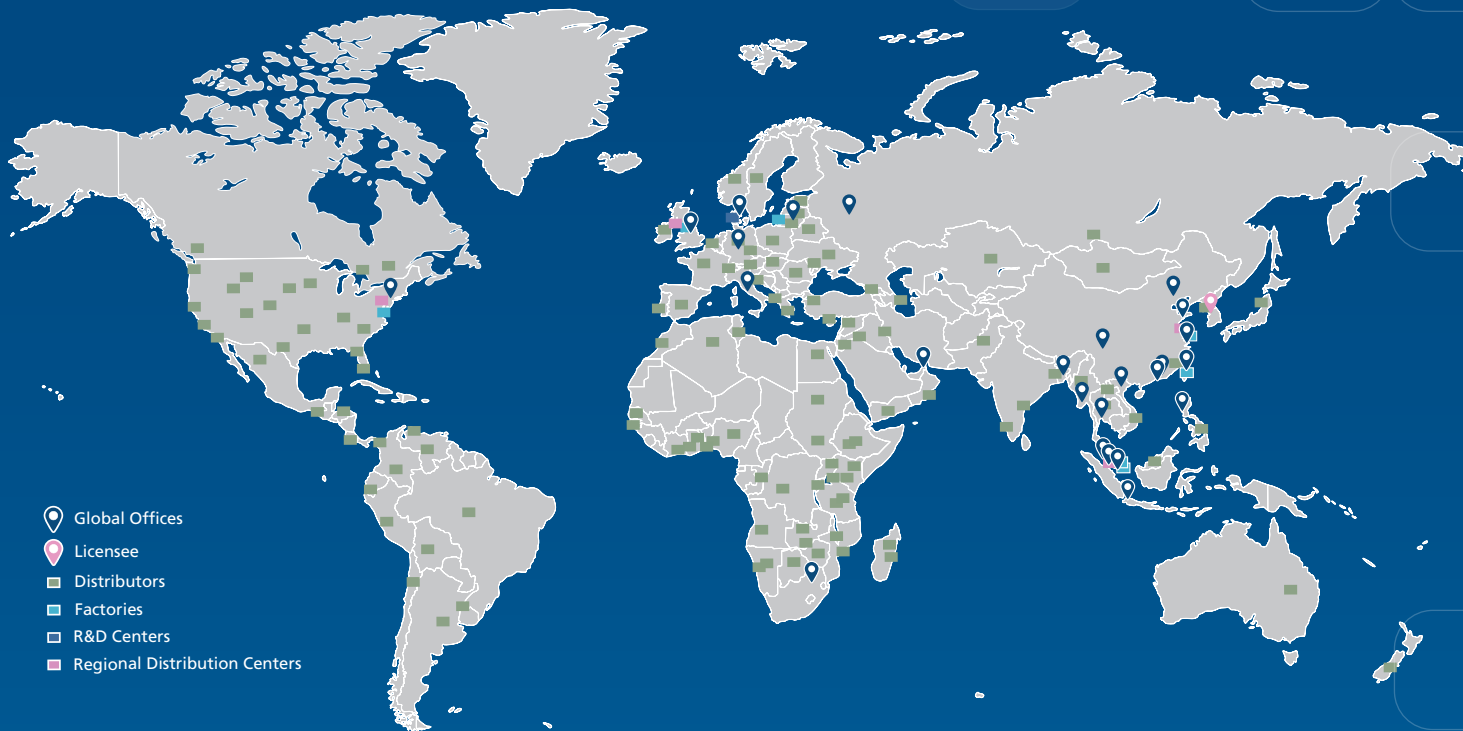 Global Offices
Licensee
Distributors
Factories
R&D Centers
Regional Distribution Centers